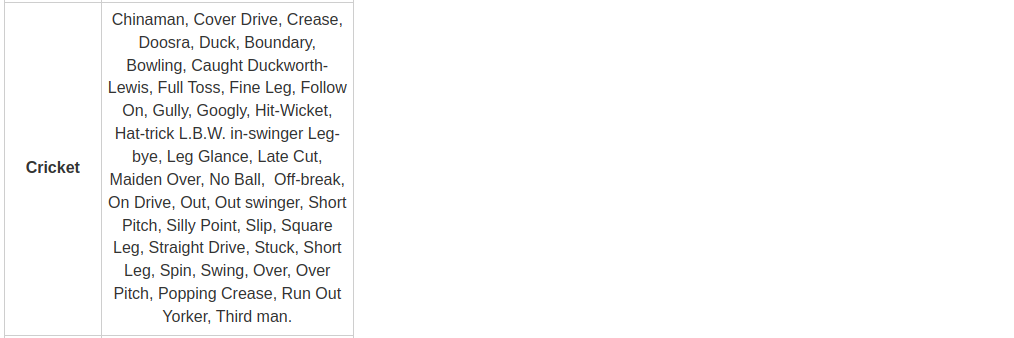 Cricket
Chinaman, Cover Drive, Crease,
Doosra, Duck, Boundary,
Bowling, Caught Duckworth-
Lewis, Full Toss, Fine Leg, Follow
On, Gully, Googly, Hit-Wicket,
Hat-trick L.B.W. in-swinger Leg-
bye, Leg Glance, Late Cut,
Maiden Over, No Ball,  Off-break,
On Drive, Out, Out swinger, Short
Pitch, Silly Point, Slip, Square
Leg, Straight Drive, Stuck, Short
Leg, Spin, Swing, Over, Over
Pitch, Popping Crease, Run Out
Yorker, Third man.